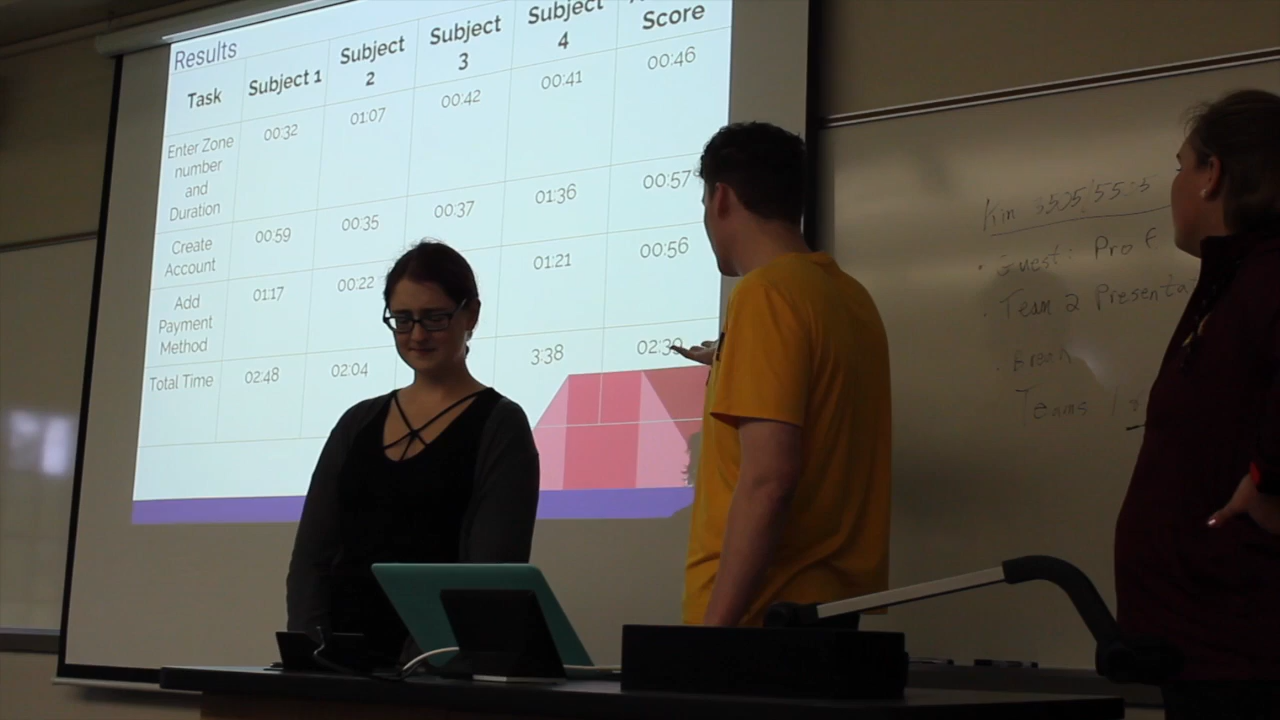 Results
Task
Subject 1
Subject
2
Subject
3
Subject
4
Score
Enter Zone
number
and
Duration
00:32
01:07
00:42
00:41
00:46
Create
Account
00:59
00:35
00:37
01:36
00:57
Add
Payment
Method
01:17
00:22
01:21
00:56
Total Time
02:48
02:04
3:38
Guest: Prof
Team 2 Presenta
Break
Teams